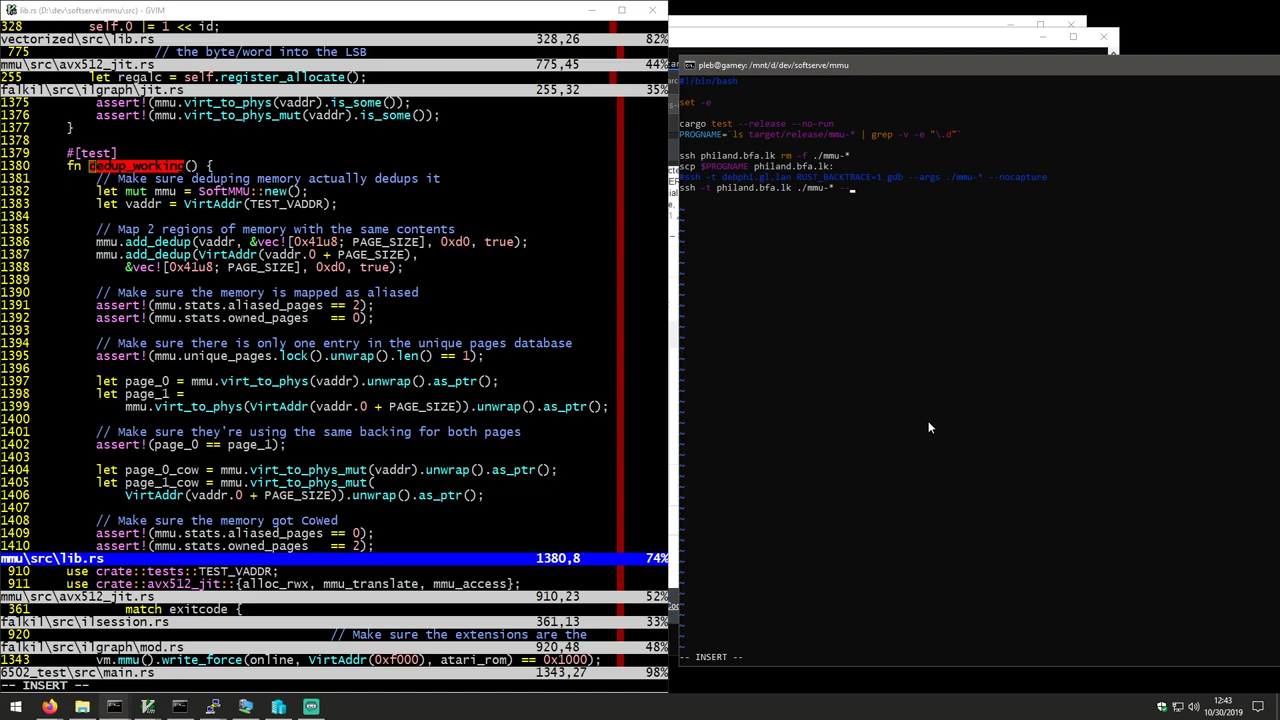 lib.rs (D:\dev\softserve\mmu\src) - GVIM
328 self.0 |= 1 << id;
vectorized\src\lib.rs 328,26 82%
775 // the byte/word into the LSB
mmu\src\avx512_jit.rs 775,45 44%
255 let regalc = self.register_allocate();
falkil\src\ilgraph\jit.rs 255,32 35%
1375 assert!(mmu.virt_to_phys(vaddr).is_some());
1376 assert!(mmu.virt_to_phys_mut(vaddr).is_some());
1377 }
1378
1379 #[test]
1380 fn dedup_working() {
1381 // Make sure deduping memory actually dedups it
1382 let mut mmu = SoftMMU::new();
1383 let vaddr = VirtAddr(TEST_VADDR);
1384
1385 // Map 2 regions of memory with the same contents
1386 mmu.add_dedup(vaddr, &vec![0x41u8; PAGE_SIZE], 0xd0, true);
1387 mmu.add_dedup(VirtAddr(vaddr.0 + PAGE_SIZE),
1388 &vec![0x41u8; PAGE_SIZE], 0xd0, true);
1389
1390 // Make sure the memory is mapped as aliased
1391 assert!(mmu.stats.aliased_pages == 2);
1392 assert!(mmu.stats.owned_pages   == 0);
1393
1394 // Make sure there is only one entry in the unique pages database
1395 assert!(mmu.unique_pages.lock().unwrap().len() == 1);
1396
1397 let page_0 = mmu.virt_to_phys(vaddr).unwrap().as_ptr();
1398 let page_1 =
1399 mmu.virt_to_phys(VirtAddr(vaddr.0 + PAGE_SIZE)).unwrap().as_ptr();
1400
1401 // Make sure they're using the same backing for both pages
1402 assert!(page_0 == page_1);
1403
1404 let page_0_cow = mmu.virt_to_phys_mut(vaddr).unwrap().as_ptr();
1405 let page_1_cow = mmu.virt_to_phys_mut(
1406 VirtAddr(vaddr.0 + PAGE_SIZE)).unwrap().as_ptr();
1407
1408 // Make sure the memory got CoWed
1409 assert!(mmu.stats.aliased_pages == 0);
1410 assert!(mmu.stats.owned_pages   == 2);
mmu\src\lib.rs 1380,8 74%
910 use crate::tests::TEST_VADDR;
911 use crate::avx512_jit::{alloc_rwx, mmu_translate, mmu_access};
mmu\src\avx512_jit.rs 910,23 52%
361 match exitcode {
falkil\src\ilsession.rs 361,13 33%
920 // Make sure the extensions are the
falkil\src\ilgraph\mod.rs 920,48 48%
1343 vm.mmu().write_force(online, VirtAddr(0xf000), atari_rom) == 0x1000);
6502_test\src\main.rs 1343,27 98%
-- INSERT --
pleb@gamey: /mnt/d/dev/softserve/mmu
#!/bin/bash
set -e
cargo test --release --no-run
PROGNAME=`ls target/release/mmu-* | grep -v -e "\.d"`
ssh philand.bfa.lk rm -f ./mmu-*
scp $PROGNAME philand.bfa.lk:
#ssh -t debphi.gl.lan RUST_BACKTRACE=1 gdb --args ./mmu-* --nocapture
ssh -t philand.bfa.lk ./mmu-* --
-- INSERT --
12:43
10/30/2019